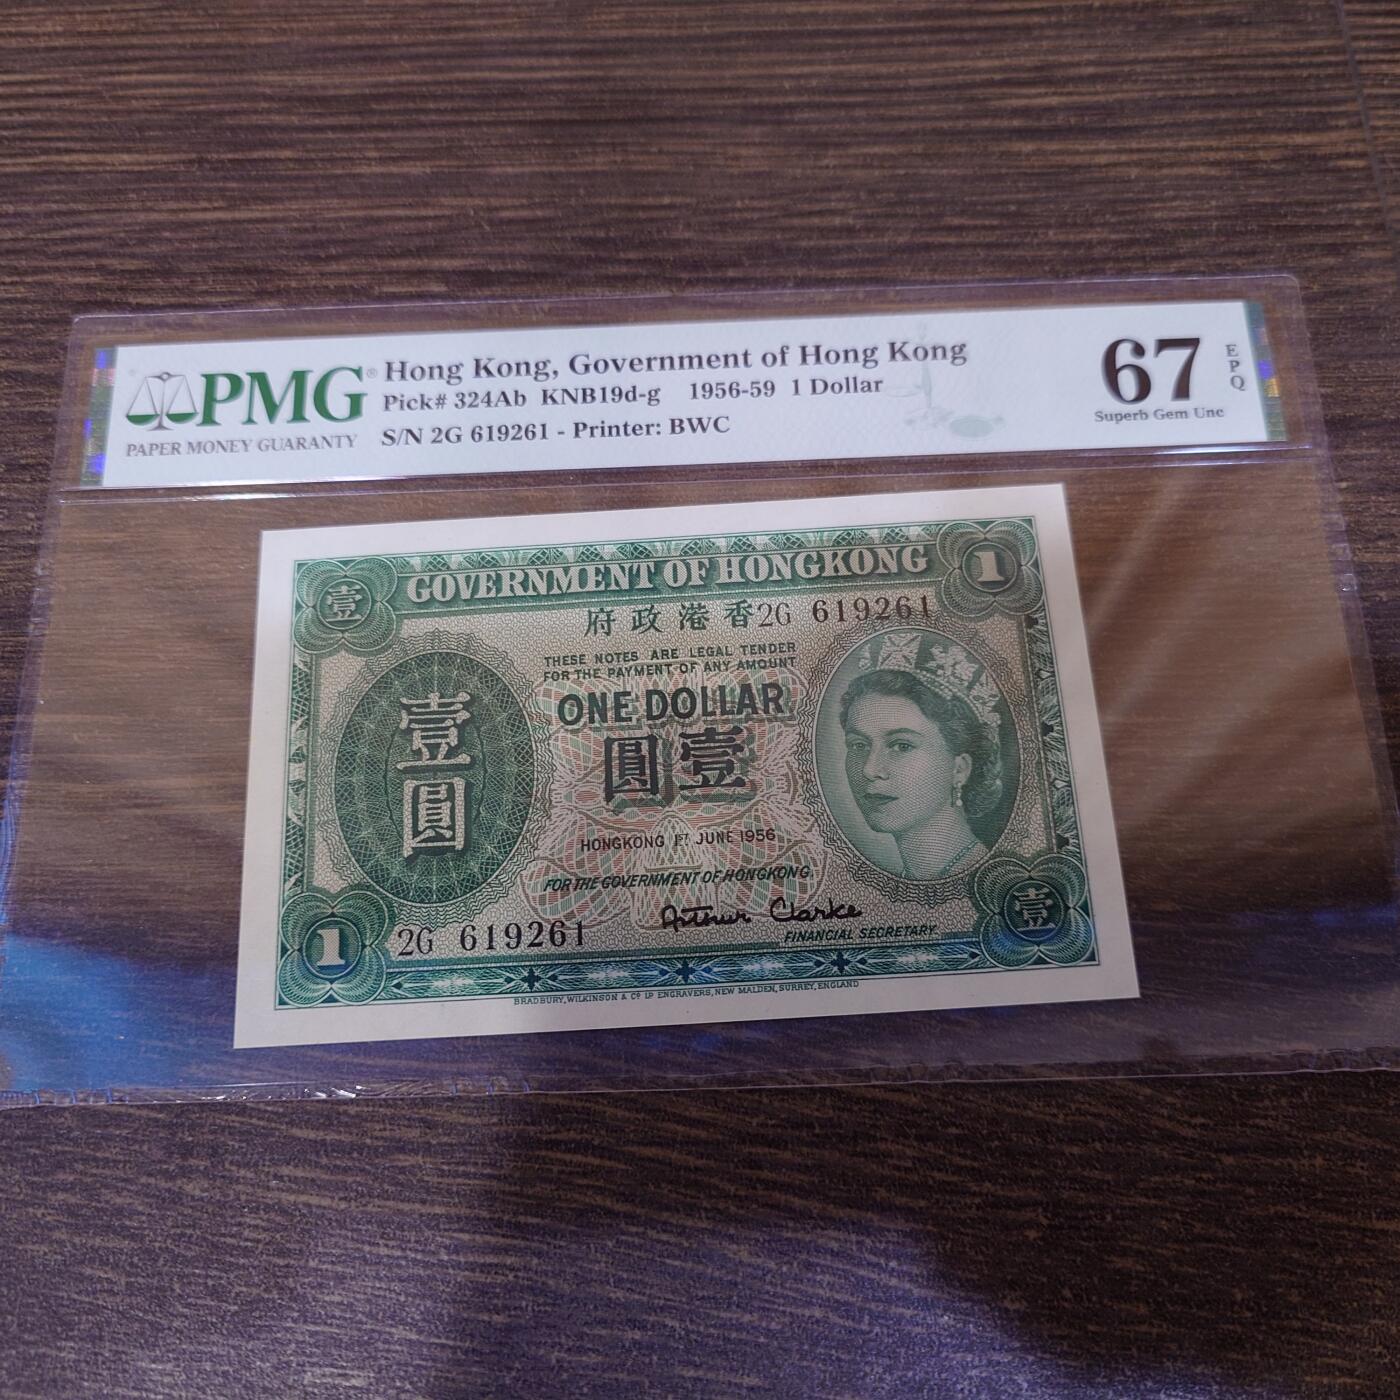 PMG®
PAPER MONEY GUARANTY
Hong Kong, Government of Hong Kong
Pick# 324Ab KNB19d-g 1956-59 1 Dollar
S/N 2G 619261 - Printer: BWC
67
EPQ
Superb Gem Unc
壹
GOVERNMENT OF HONGKONG
1
府政港香
2G 619261
THESE NOTES ARE LEGAL TENDER
FOR THE PAYMENT OF ANY AMOUNT
ONE DOLLAR
圓壹
壹圓
HONGKONG 1ST JUNE 1956
FOR THE GOVERNMENT OF HONGKONG.
Arthur Clarke
FINANCIAL SECRETARY.
1
2G 619261
壹
BRADBURY, WILKINSON & Co LD ENGRAVERS, NEW MALDEN, SURREY, ENGLAND